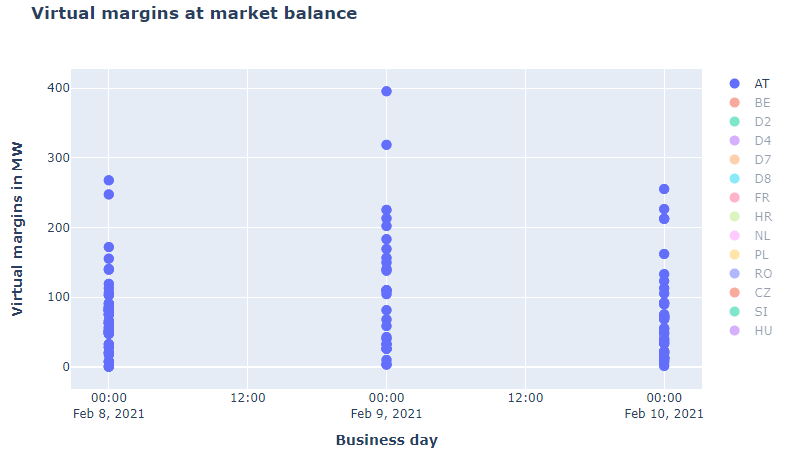 Virtual margins at market balance
400
300
200
100
0
Virtual margins in MW
00:00
Feb 8, 2021
12:00
00:00
Feb 9, 2021
12:00
00:00
Feb 10, 2021
Business day
AT
BE
D2
D4
D7
D8
FR
HR
NL
PL
RO
CZ
SI
HU